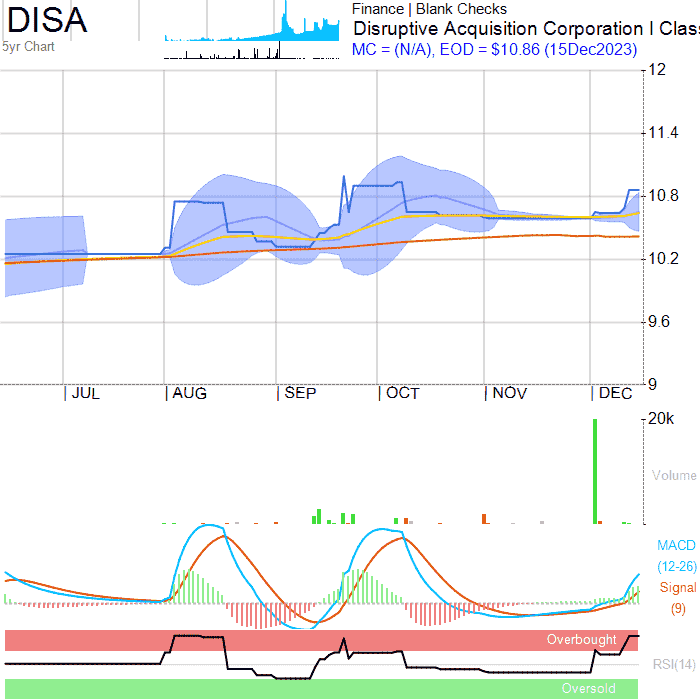 DISA
5yr Chart
Finance | Blank Checks
Disruptive Acquisition Corporation I Clas
MC = (N/A), EOD = $10.86 (15Dec2023)
12
11.4
10.8
10.2
9.6
9
JUL
AUG
SEP
OCT
NOV
DEC
20k
Volume
MACD
(12-26)
Signal
(9)
Overbought
RSI(14)
Oversold